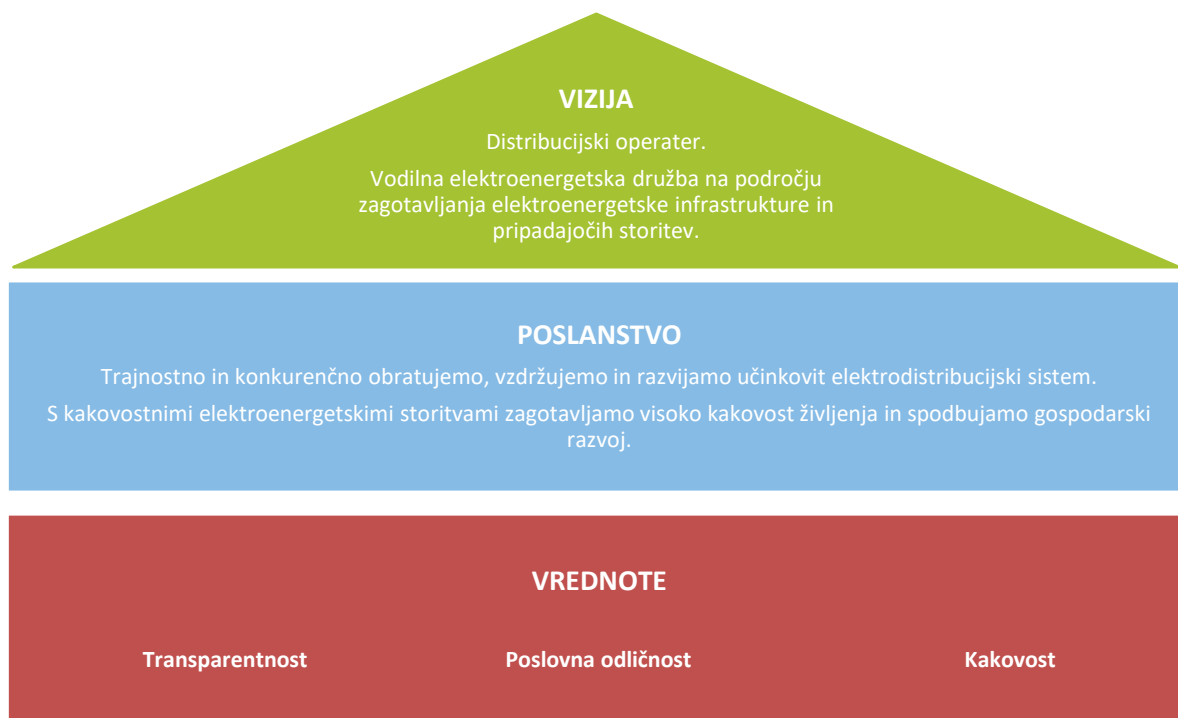 VIZIJA
Distribucijski operater.
Vodilna elektroenergetska družba na področju
zagotavljanja elektroenergetske infrastrukture in
pripadajočih storitev.
POSLANSTVO
Trajnostno in konkurenčno obratujemo, vzdržujemo in razvijamo učinkovit elektrodistribucijski sistem.
S kakovostnimi elektroenergetskimi storitvami zagotavljamo visoko kakovost življenja in spodbujamo gospodarski
razvoj.
VREDNOTE
Transparentnost Poslovna odličnost Kakovost